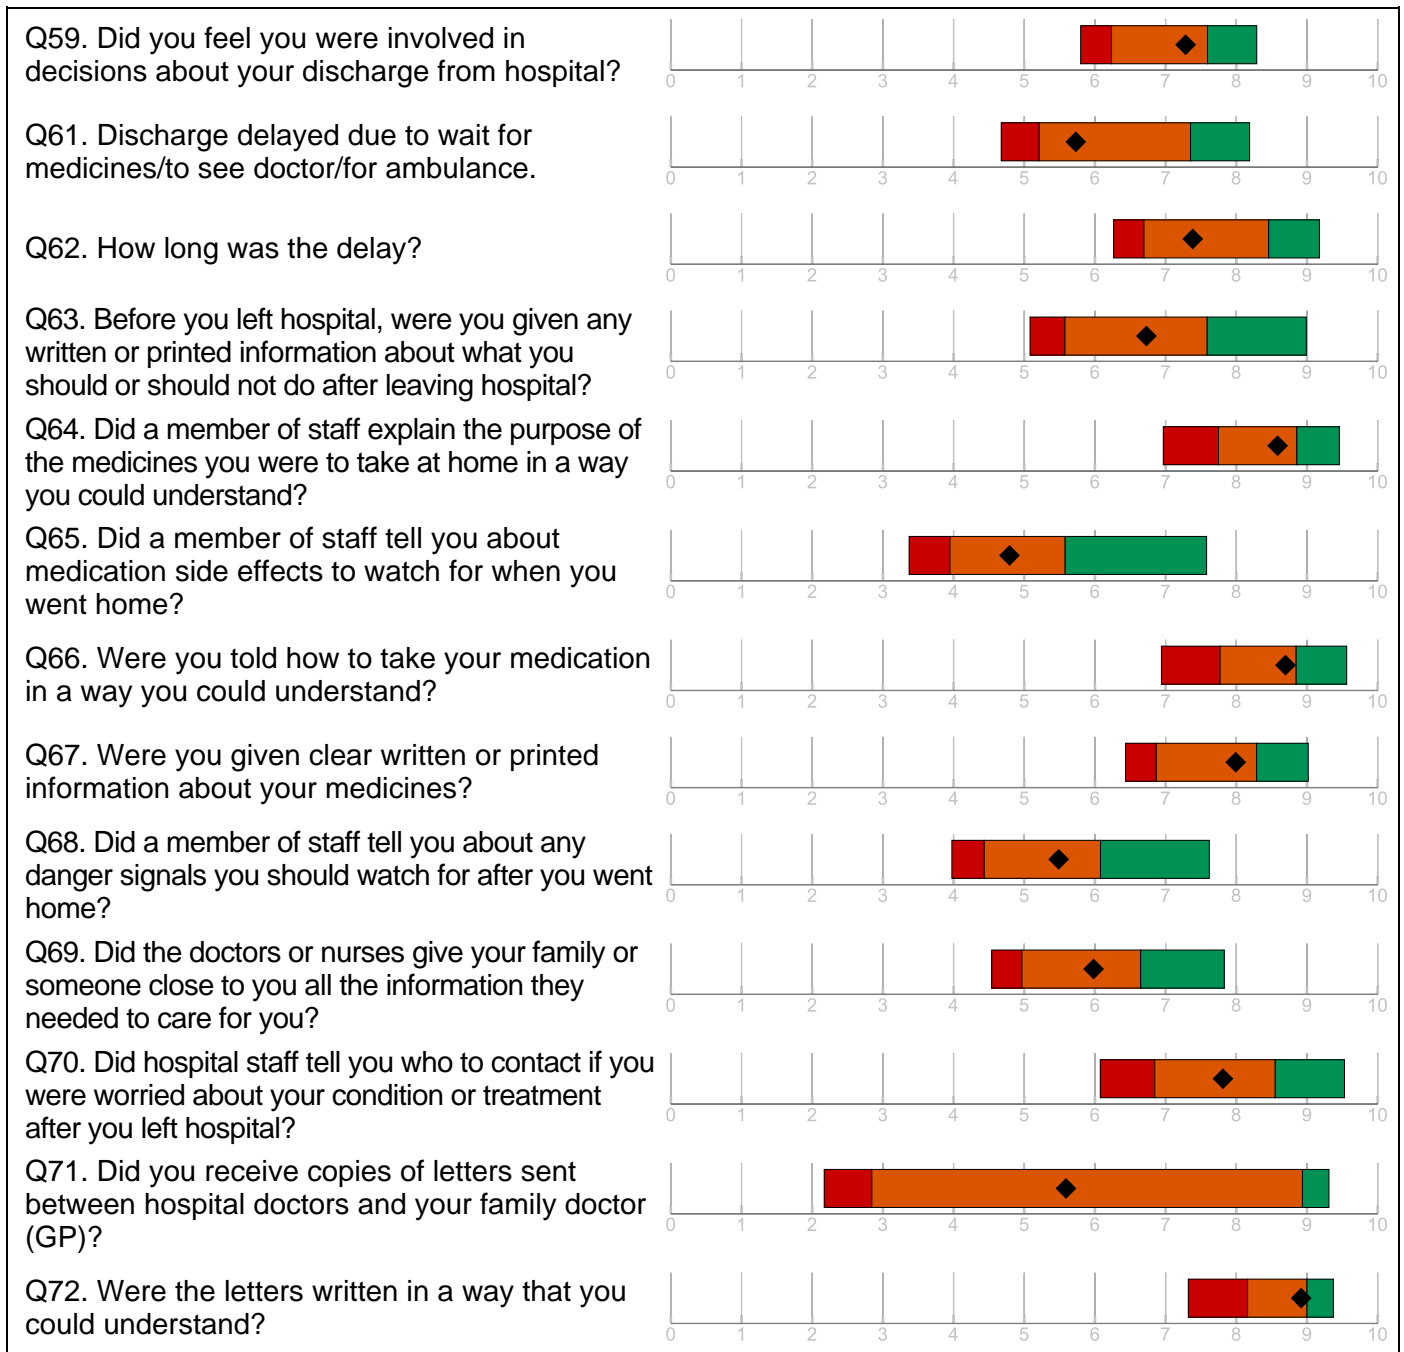 Q59. Did you feel you were involved in
decisions about your discharge from hospital?
0 1 2 3 4 5 6 7 8 9 10
Q61. Discharge delayed due to wait for
medicines/to see doctor/for ambulance.
0 1 2 3 4 5 6 7 8 9 10
Q62. How long was the delay?
0 1 2 3 4 5 6 7 8 9 10
Q63. Before you left hospital, were you given any
written or printed information about what you
should or should not do after leaving hospital?
0 1 2 3 4 5 6 7 8 9 10
Q64. Did a member of staff explain the purpose of
the medicines you were to take at home in a way
you could understand?
0 1 2 3 4 5 6 7 8 9 10
Q65. Did a member of staff tell you about
medication side effects to watch for when you
went home?
0 1 2 3 4 5 6 7 8 9 10
Q66. Were you told how to take your medication
in a way you could understand?
0 1 2 3 4 5 6 7 8 9 10
Q67. Were you given clear written or printed
information about your medicines?
0 1 2 3 4 5 6 7 8 9 10
Q68. Did a member of staff tell you about any
danger signals you should watch for after you went
home?
0 1 2 3 4 5 6 7 8 9 10
Q69. Did the doctors or nurses give your family or
someone close to you all the information they
needed to care for you?
0 1 2 3 4 5 6 7 8 9 10
Q70. Did hospital staff tell you who to contact if you
were worried about your condition or treatment
after you left hospital?
0 1 2 3 4 5 6 7 8 9 10
Q71. Did you receive copies of letters sent
between hospital doctors and your family doctor
(GP)?
0 1 2 3 4 5 6 7 8 9 10
Q72. Were the letters written in a way that you
could understand?
0 1 2 3 4 5 6 7 8 9 10